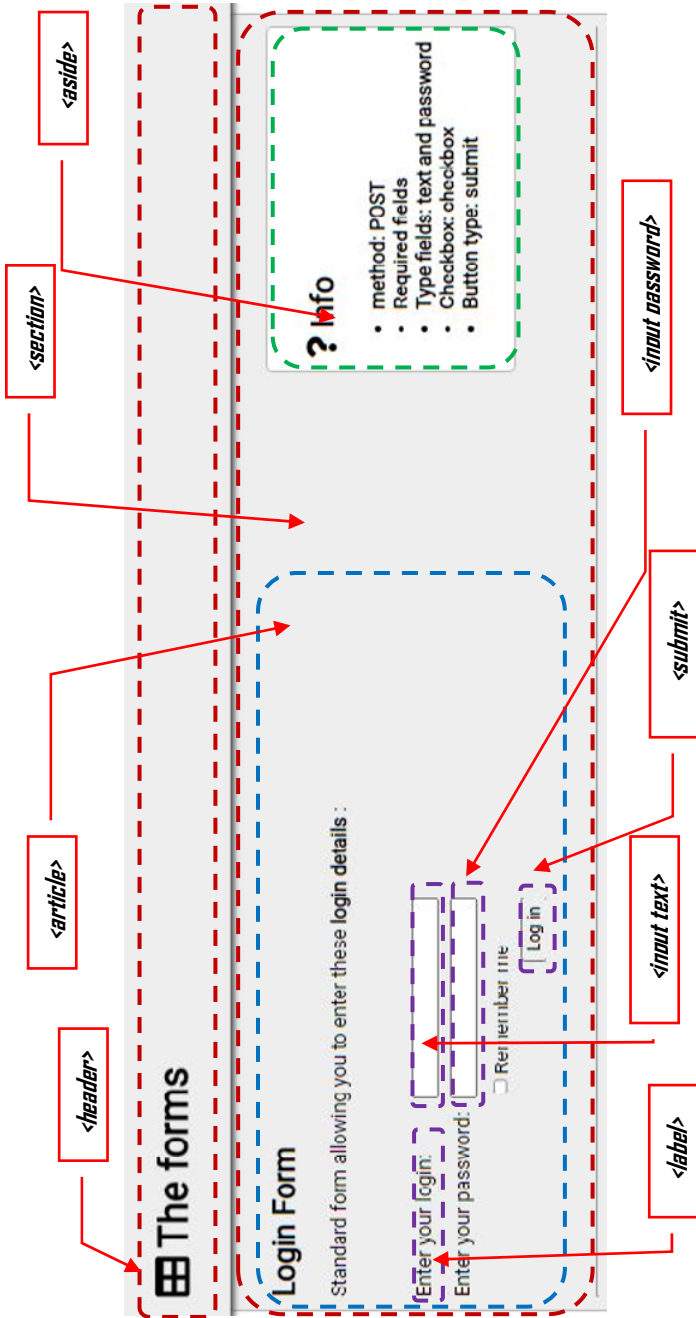 <header>
<article>
<section>
<aside>
The forms
Login Form
Standard form allowing you to enter these login details :
Enter your login:
Enter your password:
Remember me
Log in
? Info
• method: POST
• Required fields
• Type fields: text and password
• Checkbox: checkbox
• Button type: submit
<label>
<input text>
<submit>
<input password>